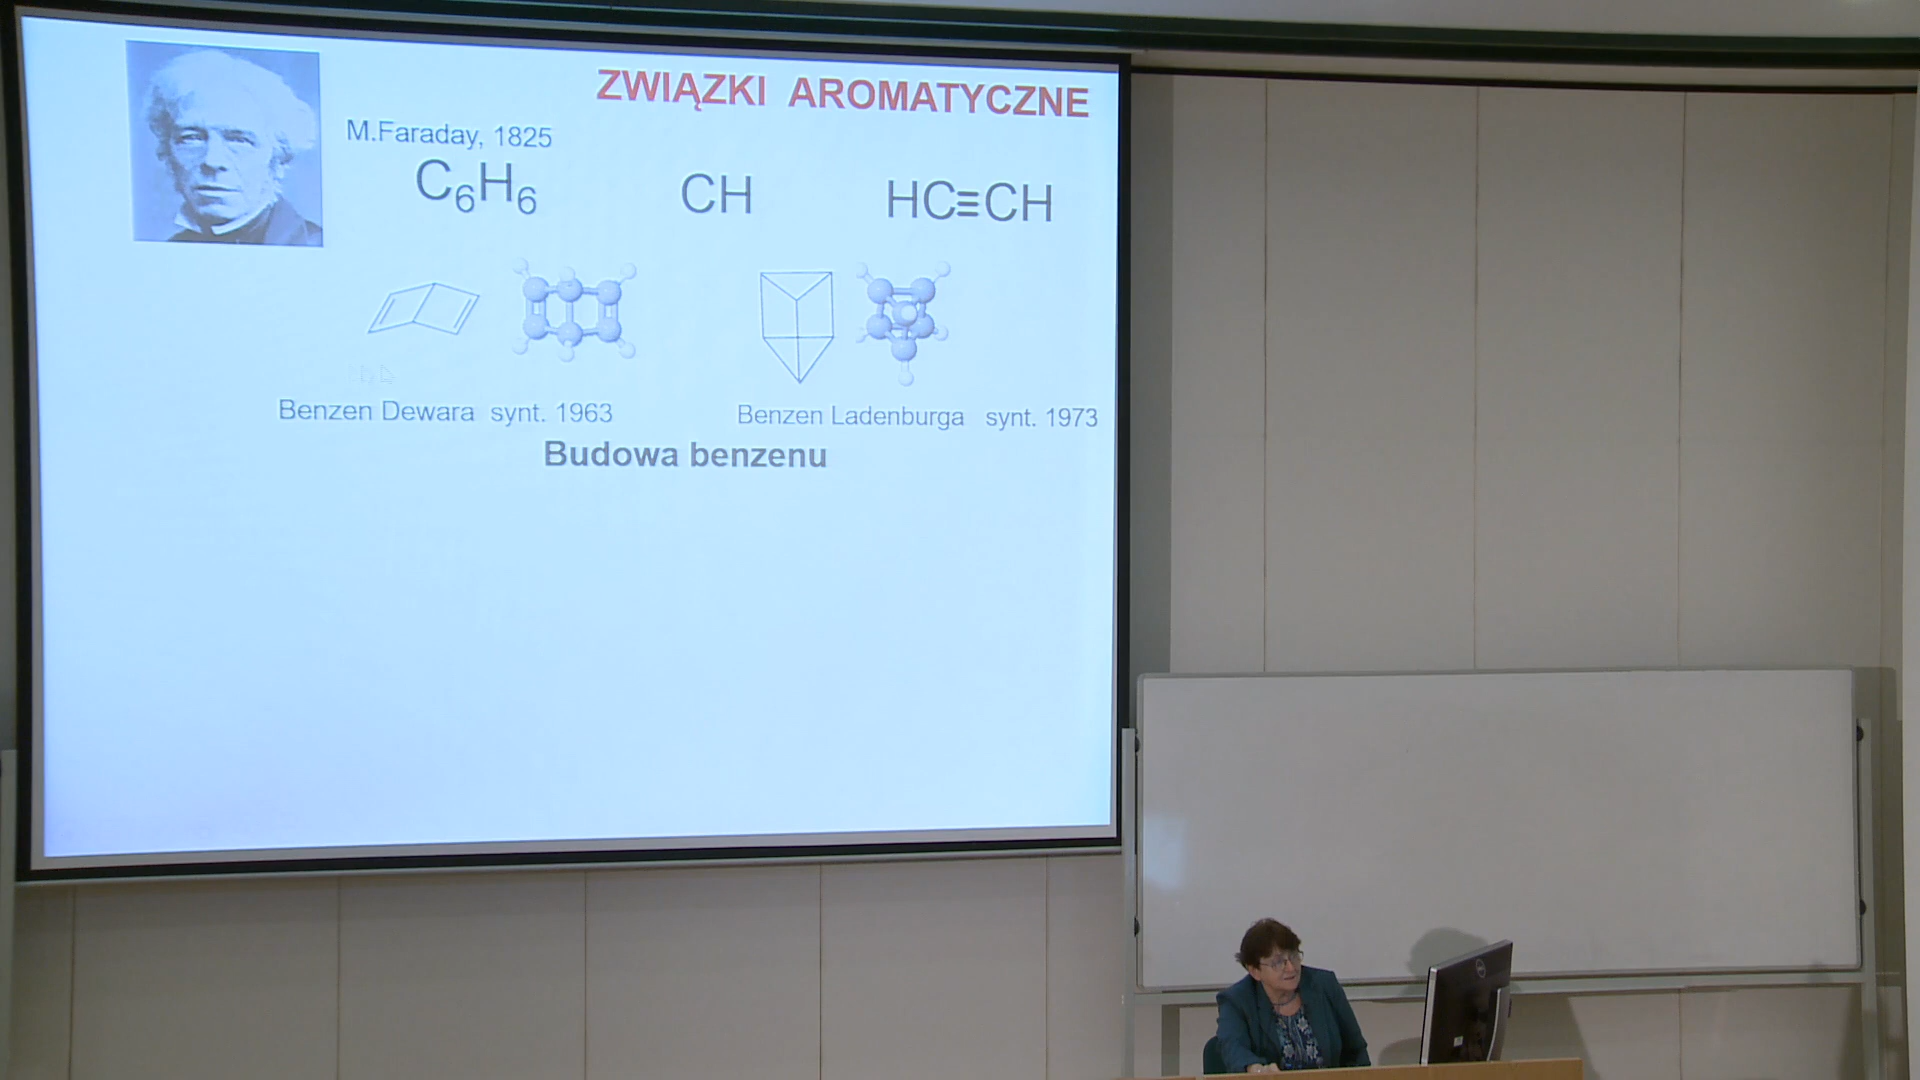 ZWIĄZKI AROMATYCZNE
M.Faraday, 1825
C₆H₆ CH HC≡CH
Benzen Dewara synt. 1963 Benzen Ladenburga synt. 1973
Budowa benzenu